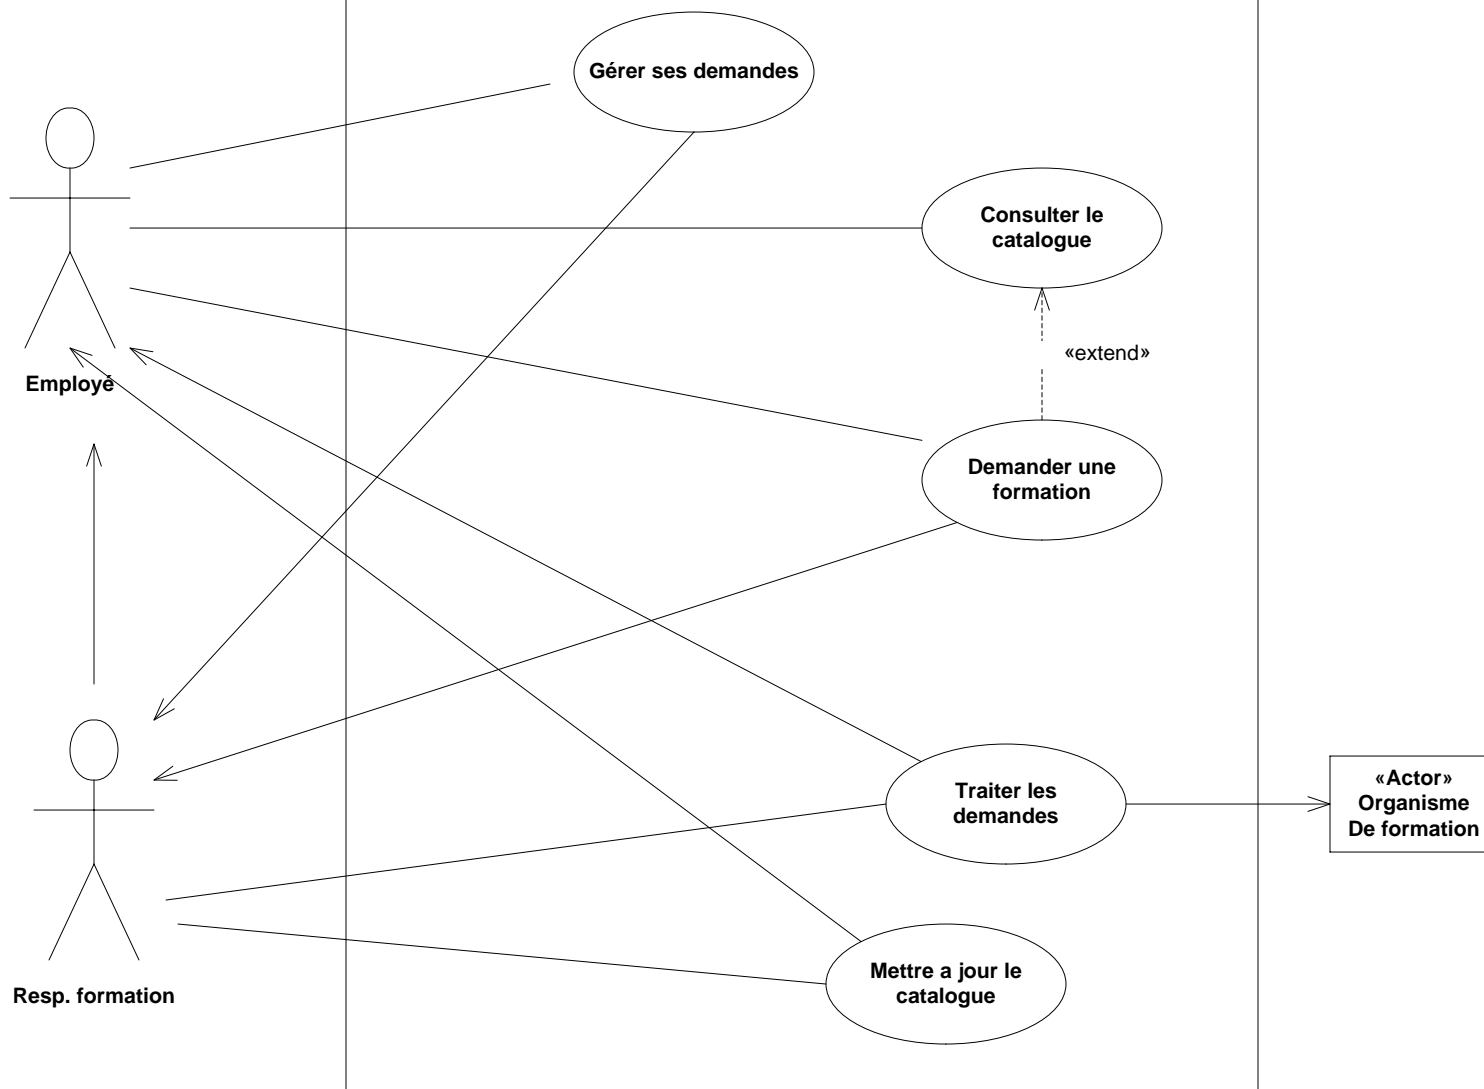 Gérer ses demandes
Consulter le
catalogue
«extend»
Employé
Demander une
formation
«Actor»
Organisme
De formation
Traiter les
demandes
Mettre a jour le
catalogue
Resp. formation